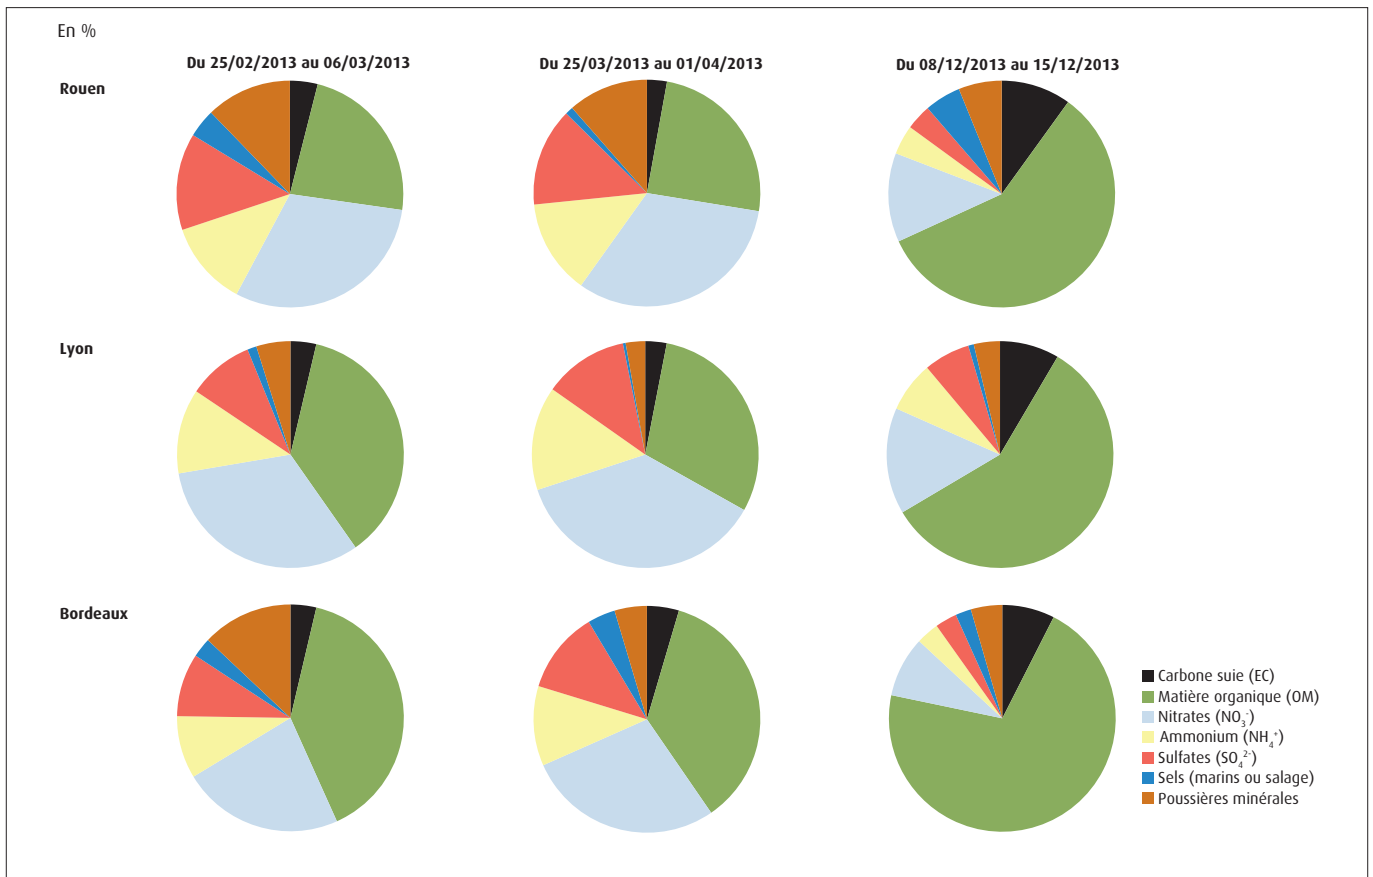 En %
Du 25/02/2013 au 06/03/2013
Du 25/03/2013 au 01/04/2013
Du 08/12/2013 au 15/12/2013
Rouen
Lyon
Bordeaux
Carbone suie (EC)
Matière organique (OM)
Nitrates (NO₃⁻)
Ammonium (NH₄⁺)
Sulfates (SO₄²⁻)
Sels (marins ou salage)
Poussières minérales